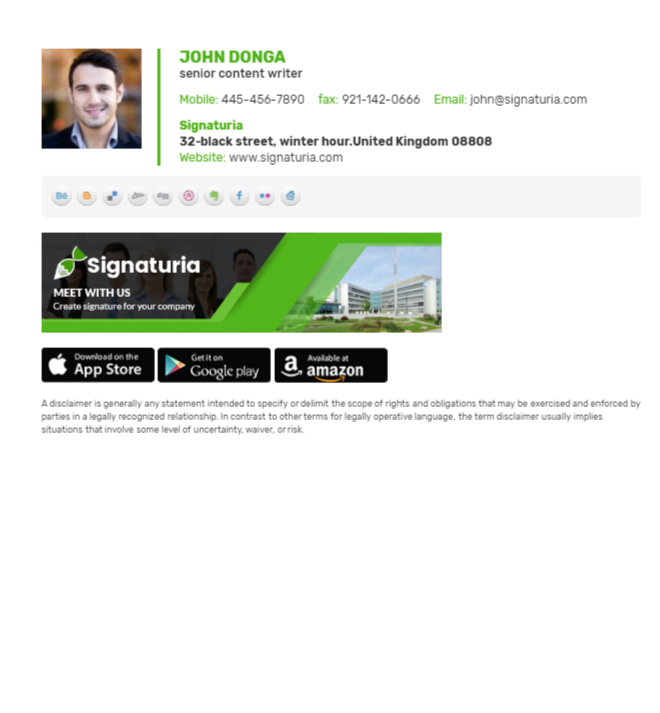 JOHN DONGA
senior content writer
Mobile: 445-456-7890 fax: 921-142-0666 Email: john@signaturia.com
Signaturia
32-black street, winter hour.United Kingdom 08808
Website: www.signaturia.com
Bē
digg
f
Signaturia
MEET WITH US
Create signature for your company
Download on the
App Store
Get it on
Google play
Available at
amazon
A disclaimer is generally any statement intended to specify or delimit the scope of rights and obligations that may be exercised and enforced by
parties in a legally recognized relationship. In contrast to other terms for legally operative language, the term disclaimer usually implies
situations that involve some level of uncertainty, waiver, or risk.